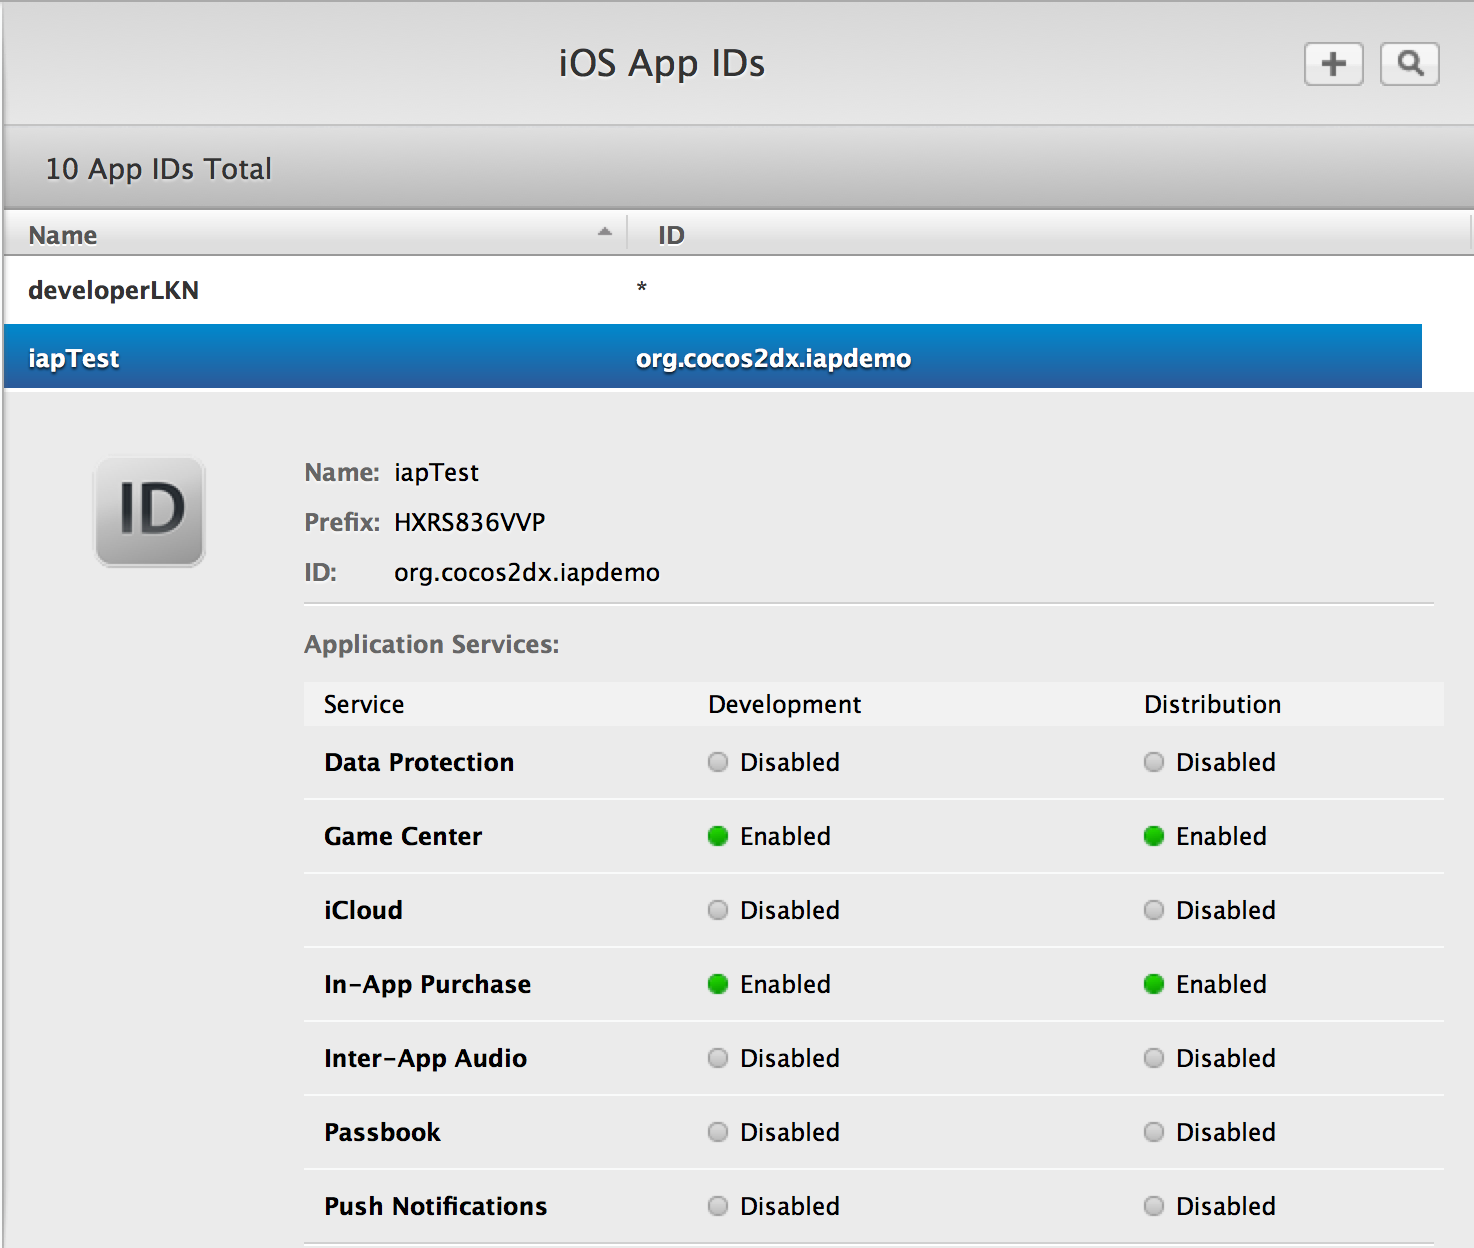 iOS App IDs
10 App IDs Total
Name ID
developerLKN *
iapTest org.cocos2dx.iapdemo
ID
Name: iapTest
Prefix: HXRS836VVP
ID: org.cocos2dx.iapdemo
Application Services:
Service Development Distribution
Data Protection Disabled Disabled
Game Center Enabled Enabled
iCloud Disabled Disabled
In-App Purchase Enabled Enabled
Inter-App Audio Disabled Disabled
Passbook Disabled Disabled
Push Notifications Disabled Disabled